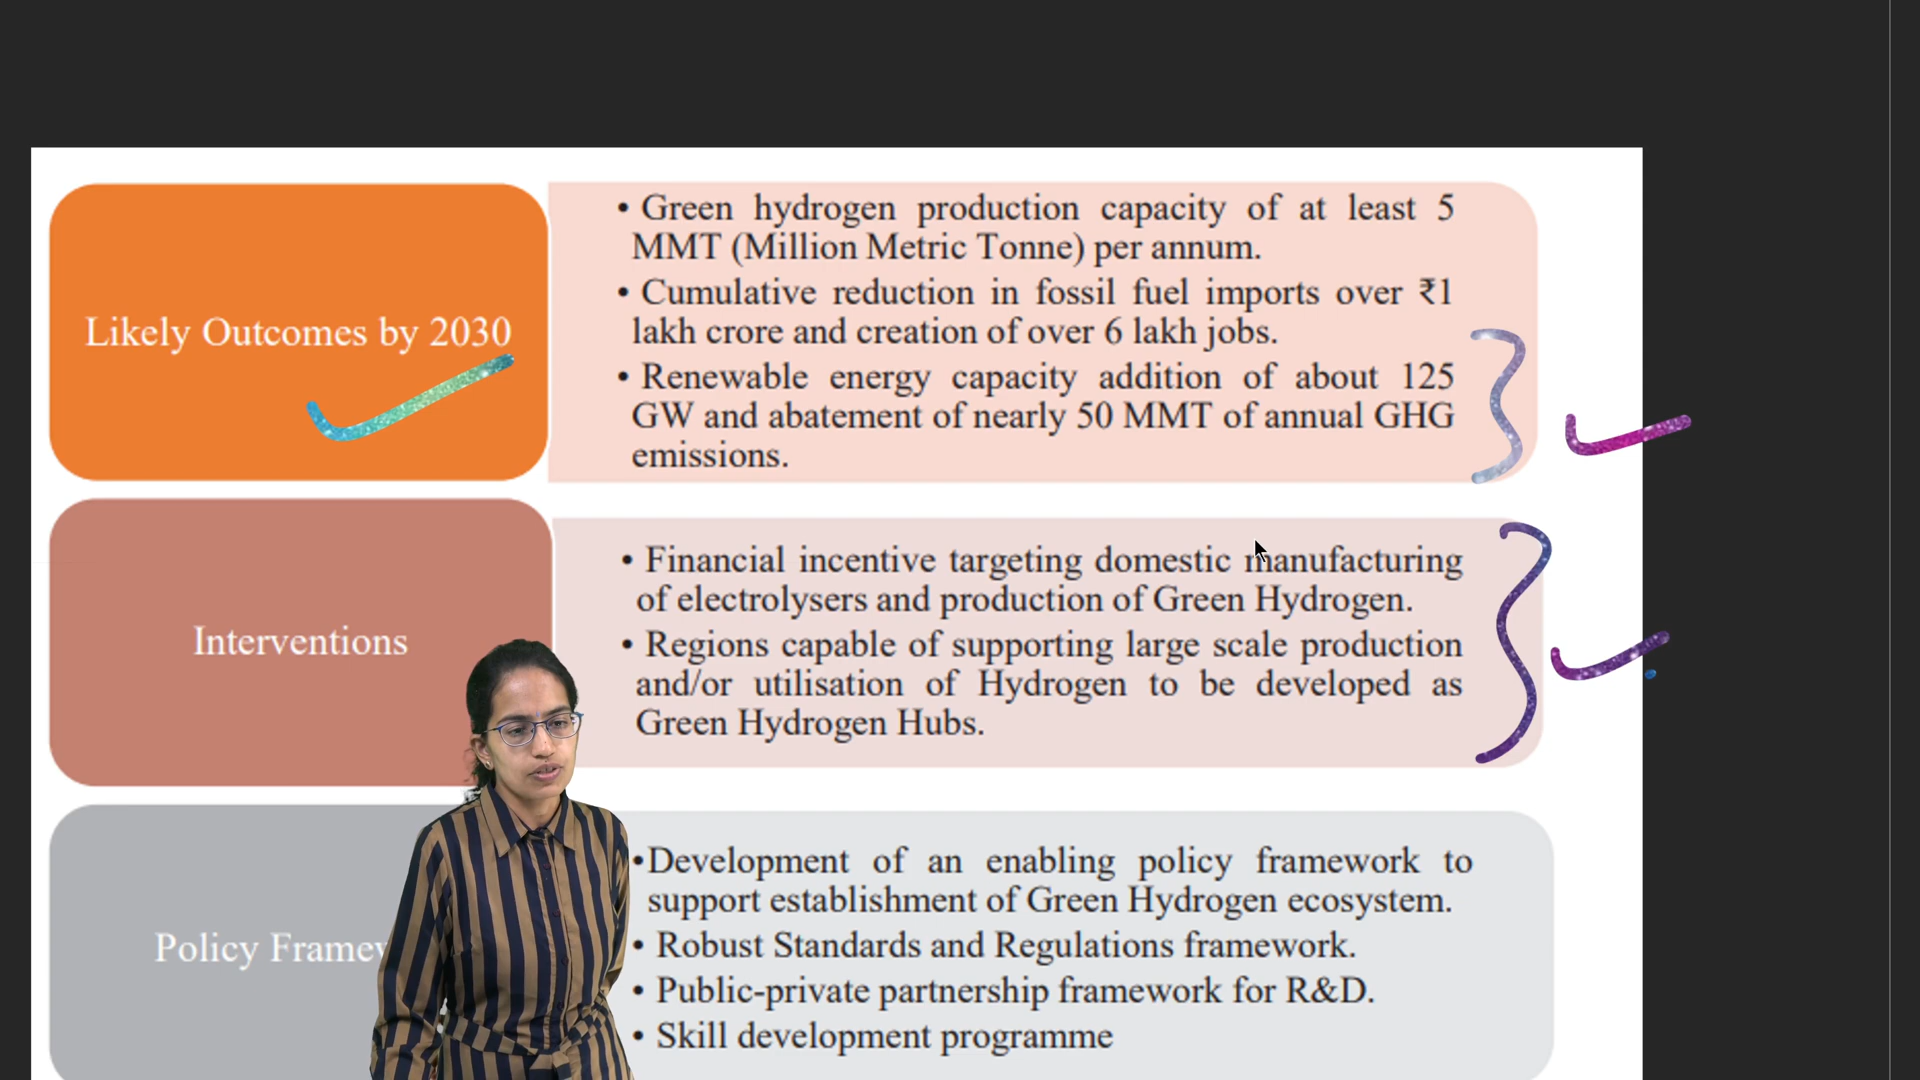 Likely Outcomes by 2030
• Green hydrogen production capacity of at least 5
MMT (Million Metric Tonne) per annum.
• Cumulative reduction in fossil fuel imports over ₹1
lakh crore and creation of over 6 lakh jobs.
• Renewable energy capacity addition of about 125
GW and abatement of nearly 50 MMT of annual GHG
emissions.
Interventions
• Financial incentive targeting domestic manufacturing
of electrolysers and production of Green Hydrogen.
• Regions capable of supporting large scale production
and/or utilisation of Hydrogen to be developed as
Green Hydrogen Hubs.
Policy
•Development of an enabling policy framework to
support establishment of Green Hydrogen ecosystem.
• Robust Standards and Regulations framework.
• Public-private partnership framework for R&D.
• Skill development programme